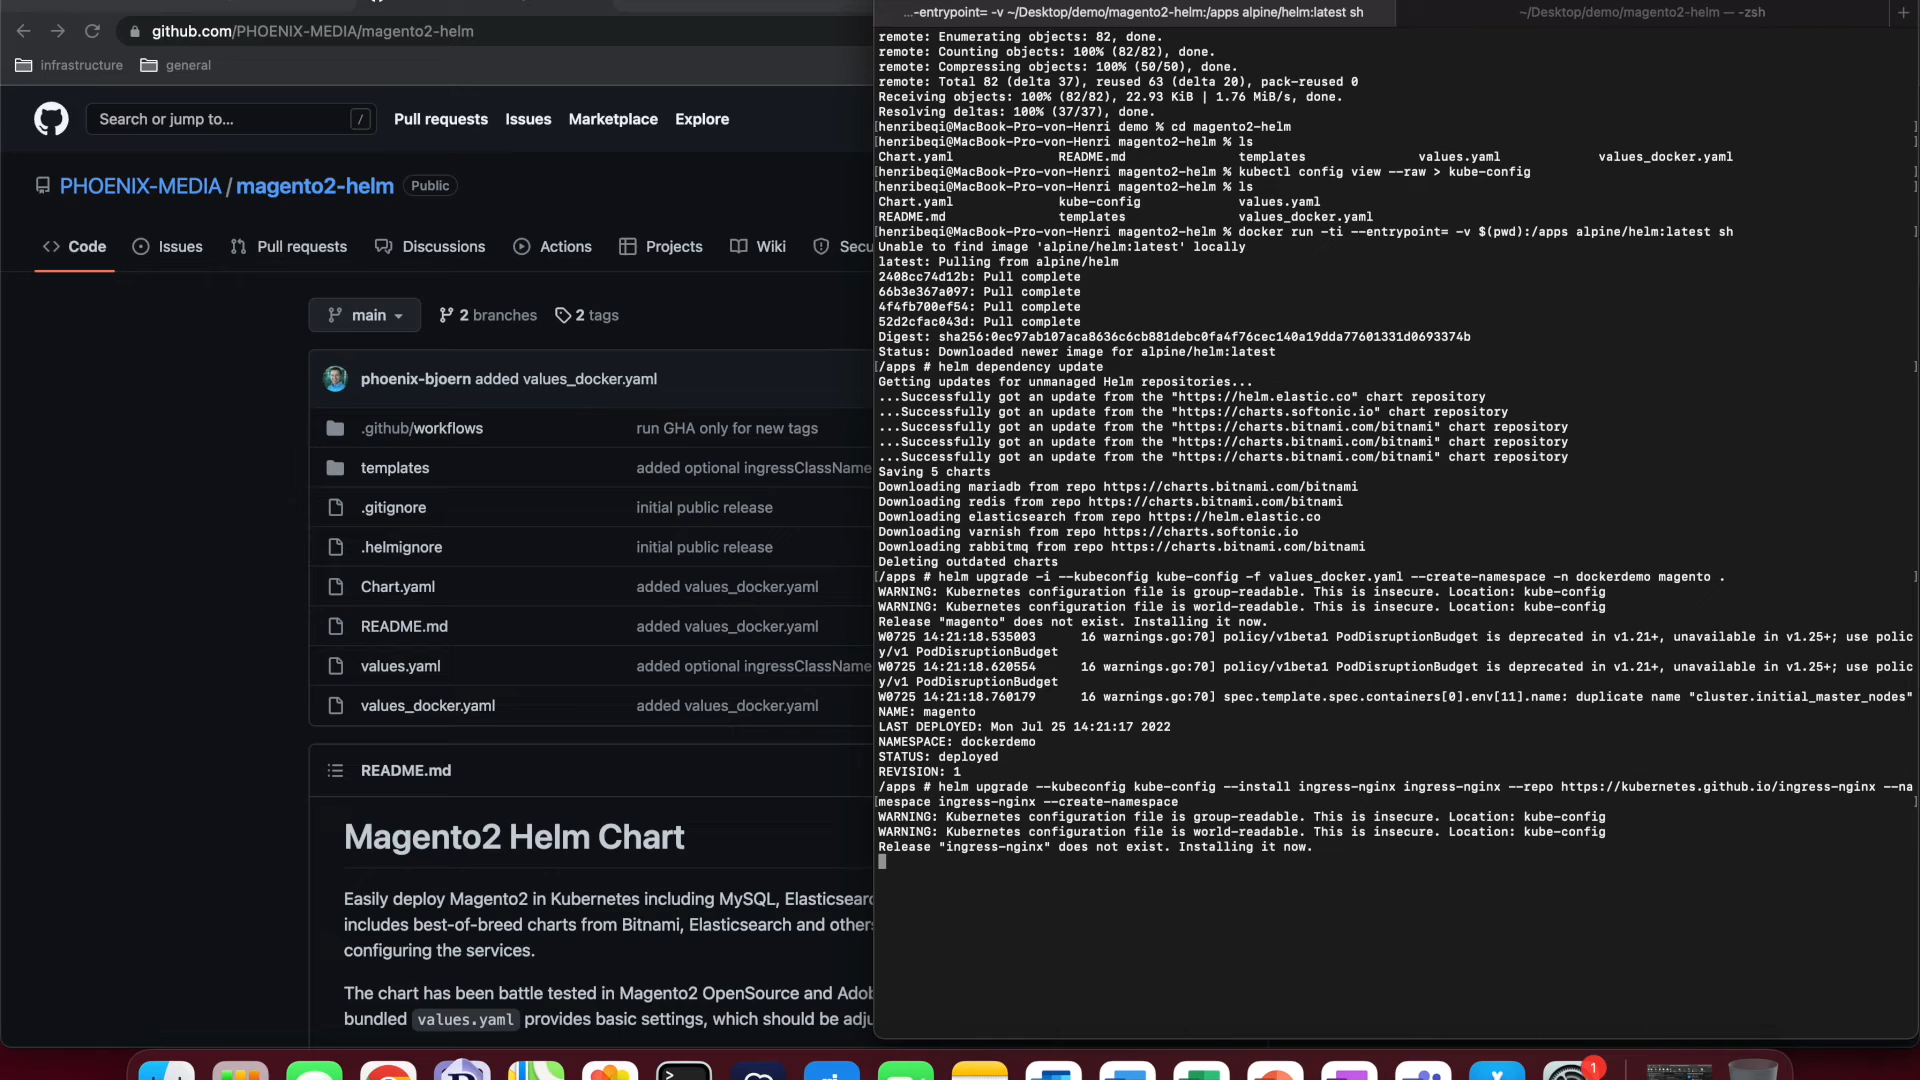 github.com/PHOENIX-MEDIA/magento2-helm
infrastructure
general
Search or jump to...
/
Pull requests
Issues
Marketplace
Explore
PHOENIX-MEDIA / magento2-helm
Public
Code
Issues
Pull requests
Discussions
Actions
Projects
Wiki
Secu
main
2 branches
2 tags
phoenix-bjoern added values_docker.yaml
.github/workflows
run GHA only for new tags
templates
added optional ingressClassName
.gitignore
initial public release
.helmignore
initial public release
Chart.yaml
added values_docker.yaml
README.md
added values_docker.yaml
values.yaml
added optional ingressClassName
values_docker.yaml
added values_docker.yaml
README.md
Magento2 Helm Chart
Easily deploy Magento2 in Kubernetes including MySQL, Elasticsearc
includes best-of-breed charts from Bitnami, Elasticsearch and others
configuring the services.
The chart has been battle tested in Magento2 OpenSource and Adob
bundled values.yaml provides basic settings, which should be adju
...-entrypoint= -v ~/Desktop/demo/magento2-helm:/apps alpine/helm:latest sh
~/Desktop/demo/magento2-helm — -zsh
+
remote: Enumerating objects: 82, done.
remote: Counting objects: 100% (82/82), done.
remote: Compressing objects: 100% (50/50), done.
remote: Total 82 (delta 37), reused 63 (delta 20), pack-reused 0
Receiving objects: 100% (82/82), 22.93 KiB | 1.76 MiB/s, done.
Resolving deltas: 100% (37/37), done.
[henribeqi@MacBook-Pro-von-Henri demo % cd magento2-helm ]
[henribeqi@MacBook-Pro-von-Henri magento2-helm % ls ]
Chart.yaml README.md templates values.yaml values_docker.yaml
[henribeqi@MacBook-Pro-von-Henri magento2-helm % kubectl config view --raw > kube-config ]
[henribeqi@MacBook-Pro-von-Henri magento2-helm % ls ]
Chart.yaml kube-config values.yaml
README.md templates values_docker.yaml
[henribeqi@MacBook-Pro-von-Henri magento2-helm % docker run -ti --entrypoint= -v $(pwd):/apps alpine/helm:latest sh ]
Unable to find image 'alpine/helm:latest' locally
latest: Pulling from alpine/helm
2408cc74d12b: Pull complete
66b3e367a097: Pull complete
4f4fb700ef54: Pull complete
52d2cfac043d: Pull complete
Digest: sha256:0ec97ab107aca8636c6cb881debc0fa4f76cec140a19dda77601331d0693374b
Status: Downloaded newer image for alpine/helm:latest
[/apps # helm dependency update ]
Getting updates for unmanaged Helm repositories...
...Successfully got an update from the "https://helm.elastic.co" chart repository
...Successfully got an update from the "https://charts.softonic.io" chart repository
...Successfully got an update from the "https://charts.bitnami.com/bitnami" chart repository
...Successfully got an update from the "https://charts.bitnami.com/bitnami" chart repository
...Successfully got an update from the "https://charts.bitnami.com/bitnami" chart repository
Saving 5 charts
Downloading mariadb from repo https://charts.bitnami.com/bitnami
Downloading redis from repo https://charts.bitnami.com/bitnami
Downloading elasticsearch from repo https://helm.elastic.co
Downloading varnish from repo https://charts.softonic.io
Downloading rabbitmq from repo https://charts.bitnami.com/bitnami
Deleting outdated charts
[/apps # helm upgrade -i --kubeconfig kube-config -f values_docker.yaml --create-namespace -n dockerdemo magento . ]
WARNING: Kubernetes configuration file is group-readable. This is insecure. Location: kube-config
WARNING: Kubernetes configuration file is world-readable. This is insecure. Location: kube-config
Release "magento" does not exist. Installing it now.
W0725 14:21:18.535003 16 warnings.go:70] policy/v1beta1 PodDisruptionBudget is deprecated in v1.21+, unavailable in v1.25+; use polic
y/v1 PodDisruptionBudget
W0725 14:21:18.620554 16 warnings.go:70] policy/v1beta1 PodDisruptionBudget is deprecated in v1.21+, unavailable in v1.25+; use polic
y/v1 PodDisruptionBudget
W0725 14:21:18.760179 16 warnings.go:70] spec.template.spec.containers[0].env[11].name: duplicate name "cluster.initial_master_nodes"
NAME: magento
LAST DEPLOYED: Mon Jul 25 14:21:17 2022
NAMESPACE: dockerdemo
STATUS: deployed
REVISION: 1
/apps # helm upgrade --kubeconfig kube-config --install ingress-nginx ingress-nginx --repo https://kubernetes.github.io/ingress-nginx --na
[mespace ingress-nginx --create-namespace ]
WARNING: Kubernetes configuration file is group-readable. This is insecure. Location: kube-config
WARNING: Kubernetes configuration file is world-readable. This is insecure. Location: kube-config
Release "ingress-nginx" does not exist. Installing it now.
1